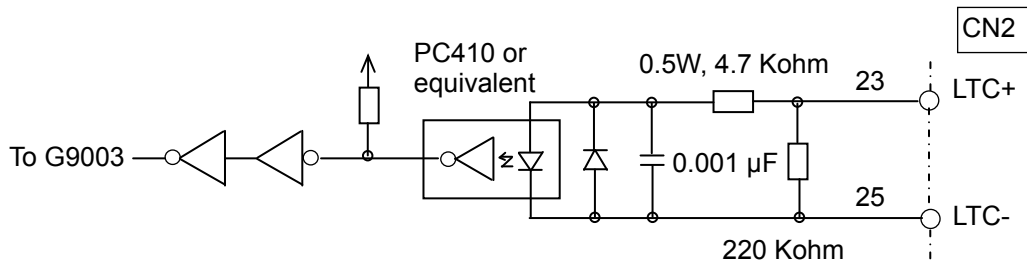 CN2
PC410 or
equivalent
0.5W, 4.7 Kohm
23
LTC+
To G9003
0.001 µF
25
LTC-
220 Kohm